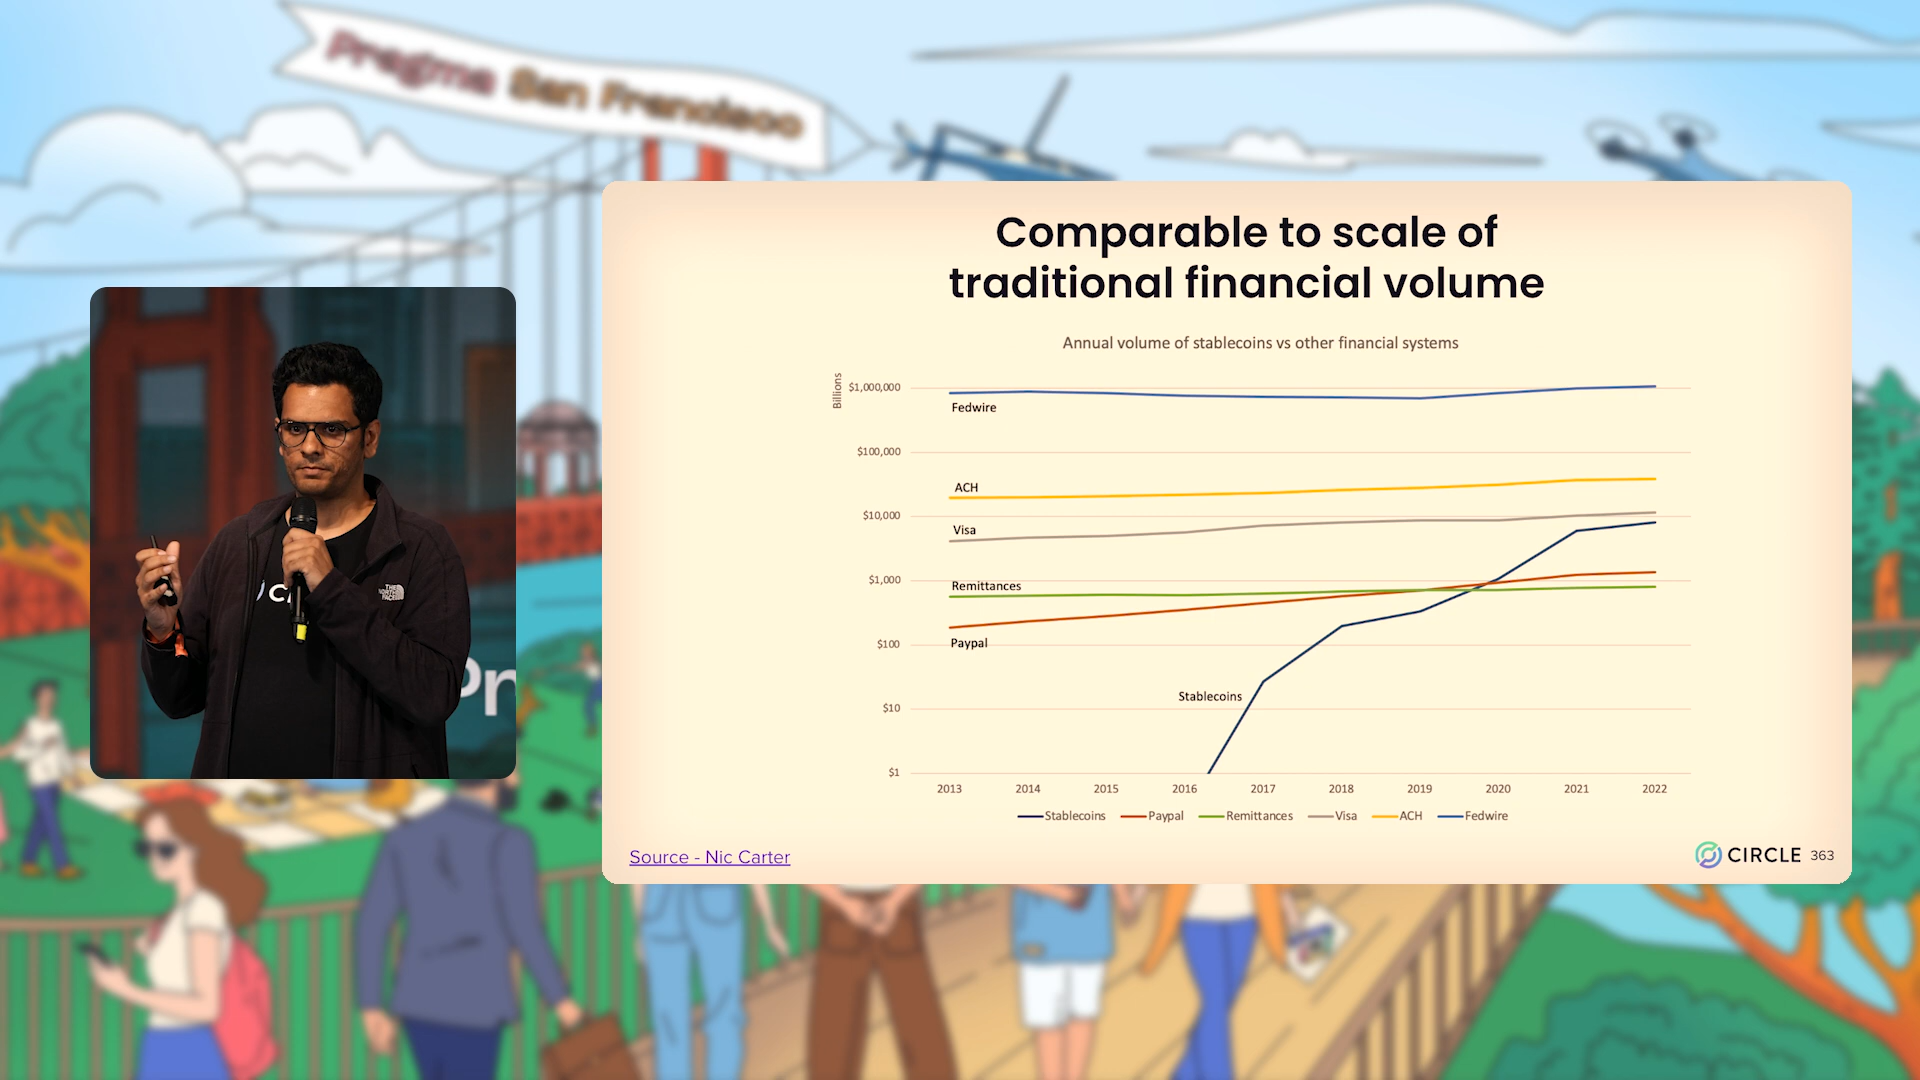 Pragma San Francisco
Comparable to scale of
traditional financial volume
Annual volume of stablecoins vs other financial systems
Billions
$1,000,000
$100,000
$10,000
$1,000
$100
$10
$1
Fedwire
ACH
Visa
Remittances
Paypal
Stablecoins
2013 2014 2015 2016 2017 2018 2019 2020 2021 2022
Stablecoins Paypal Remittances Visa ACH Fedwire
Source - Nic Carter
CIRCLE 363
THE
NORTH
FACE